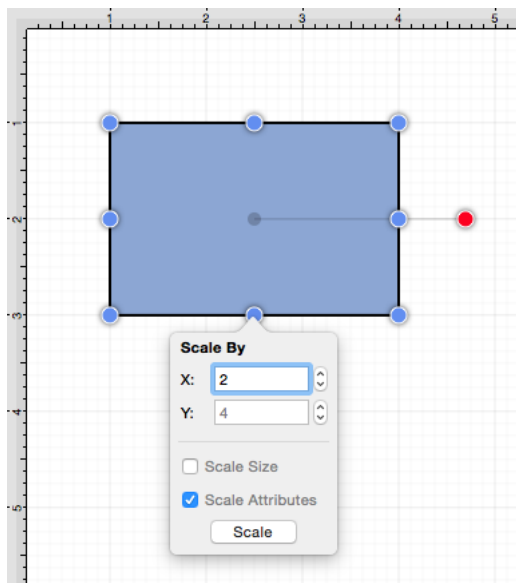 1 2 3 4 5
1
2
3
4
5
Scale By
X: 2
Y: 4
Scale Size
Scale Attributes
Scale